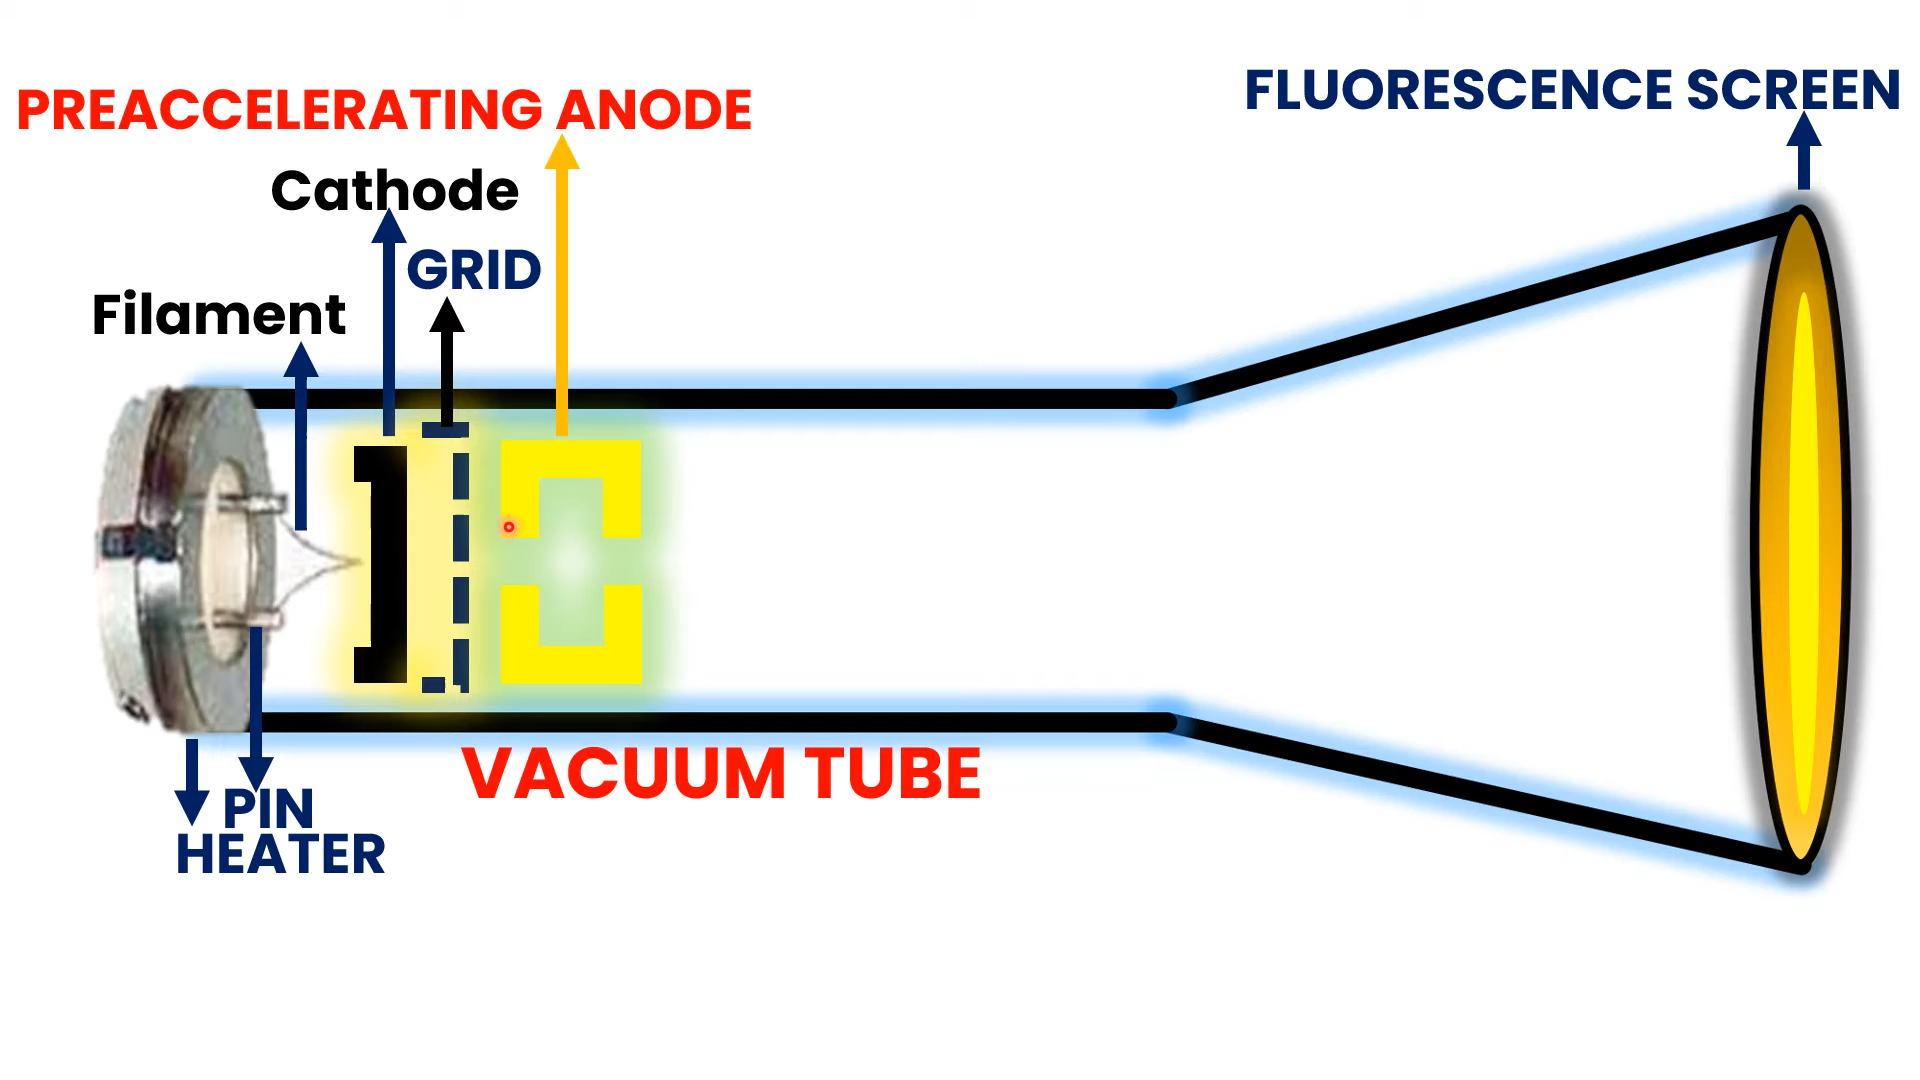 FLUORESCENCE SCREEN
PREACCELERATING ANODE
Cathode
GRID
Filament
VACUUM TUBE
PIN
HEATER